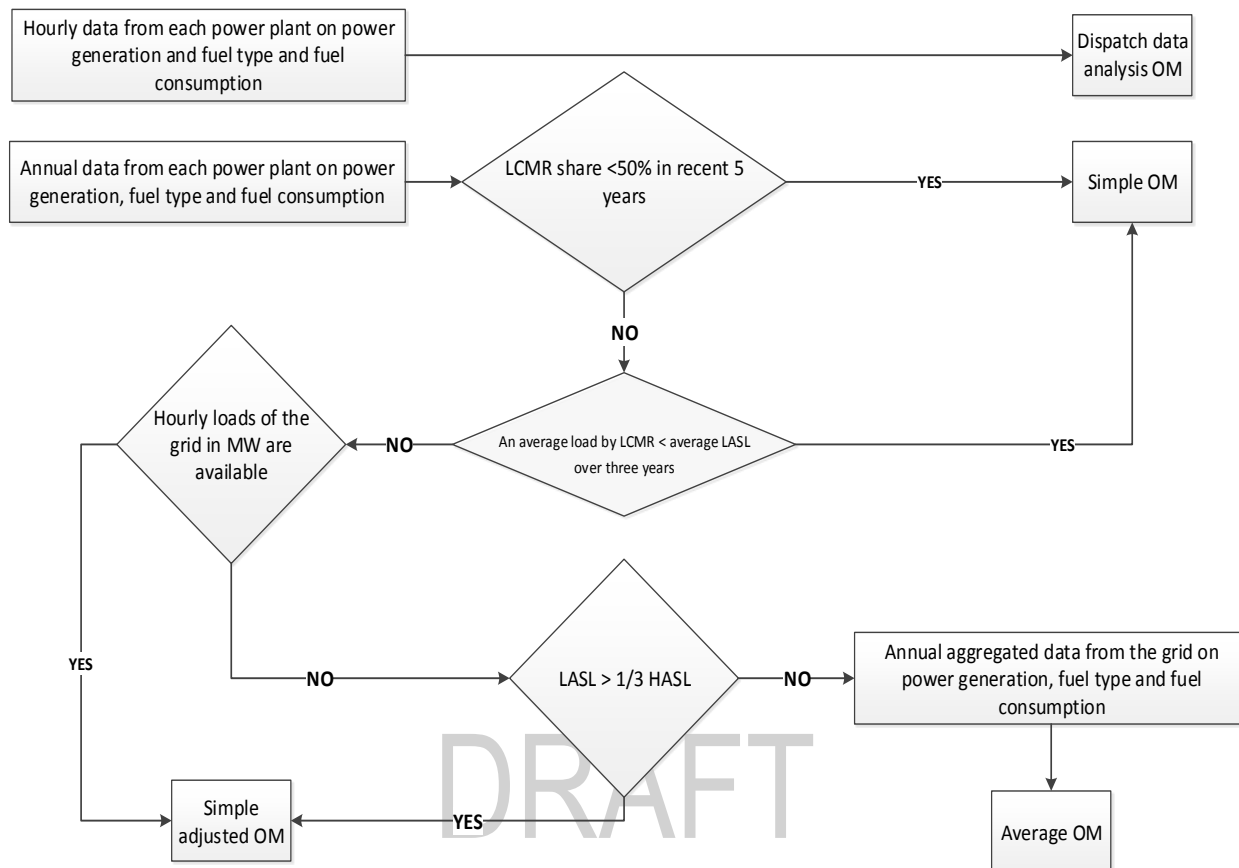 Hourly data from each power plant on power
generation and fuel type and fuel
consumption
Dispatch data
analysis OM
Annual data from each power plant on power
generation, fuel type and fuel consumption
LCMR share <50% in recent 5
years
YES
Simple OM
NO
Hourly loads of the
grid in MW are
available
NO
An average load by LCMR < average LASL
over three years
YES
YES
NO
LASL > 1/3 HASL
NO
Annual aggregated data from the grid on
power generation, fuel type and fuel
consumption
DRAFT
Simple
adjusted OM
YES
Average OM